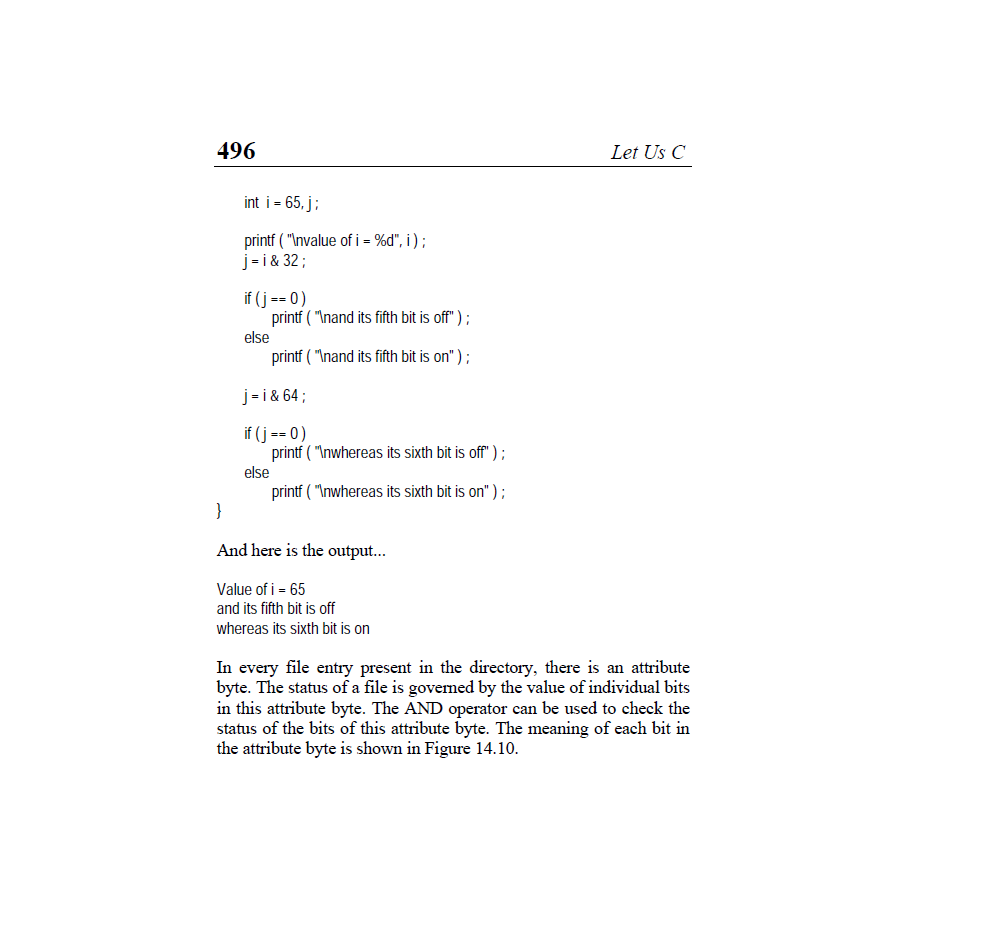 496 Let Us C
int i = 65, j ;
printf ( "\nvalue of i = %d", i ) ;
j = i & 32 ;
if ( j == 0 )
printf ( "\nand its fifth bit is off" ) ;
else
printf ( "\nand its fifth bit is on" ) ;
j = i & 64 ;
if ( j == 0 )
printf ( "\nwhereas its sixth bit is off" ) ;
else
printf ( "\nwhereas its sixth bit is on" ) ;
}
And here is the output...
Value of i = 65
and its fifth bit is off
whereas its sixth bit is on
In every file entry present in the directory, there is an attribute
byte. The status of a file is governed by the value of individual bits
in this attribute byte. The AND operator can be used to check the
status of the bits of this attribute byte. The meaning of each bit in
the attribute byte is shown in Figure 14.10.